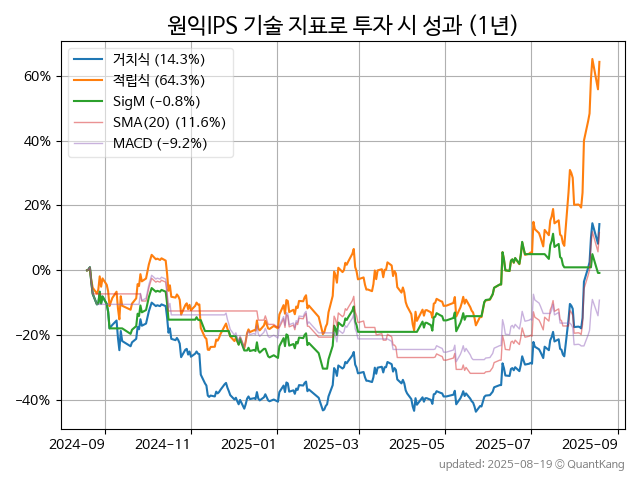 원익IPS 기술 지표로 투자 시 성과 (1년)
거치식 (14.3%)
적립식 (64.3%)
SigM (-0.8%)
SMA(20) (11.6%)
MACD (-9.2%)
60%
40%
20%
0%
-20%
-40%
2024-09 2024-11 2025-01 2025-03 2025-05 2025-07 2025-09
updated: 2025-08-19 © QuantKang